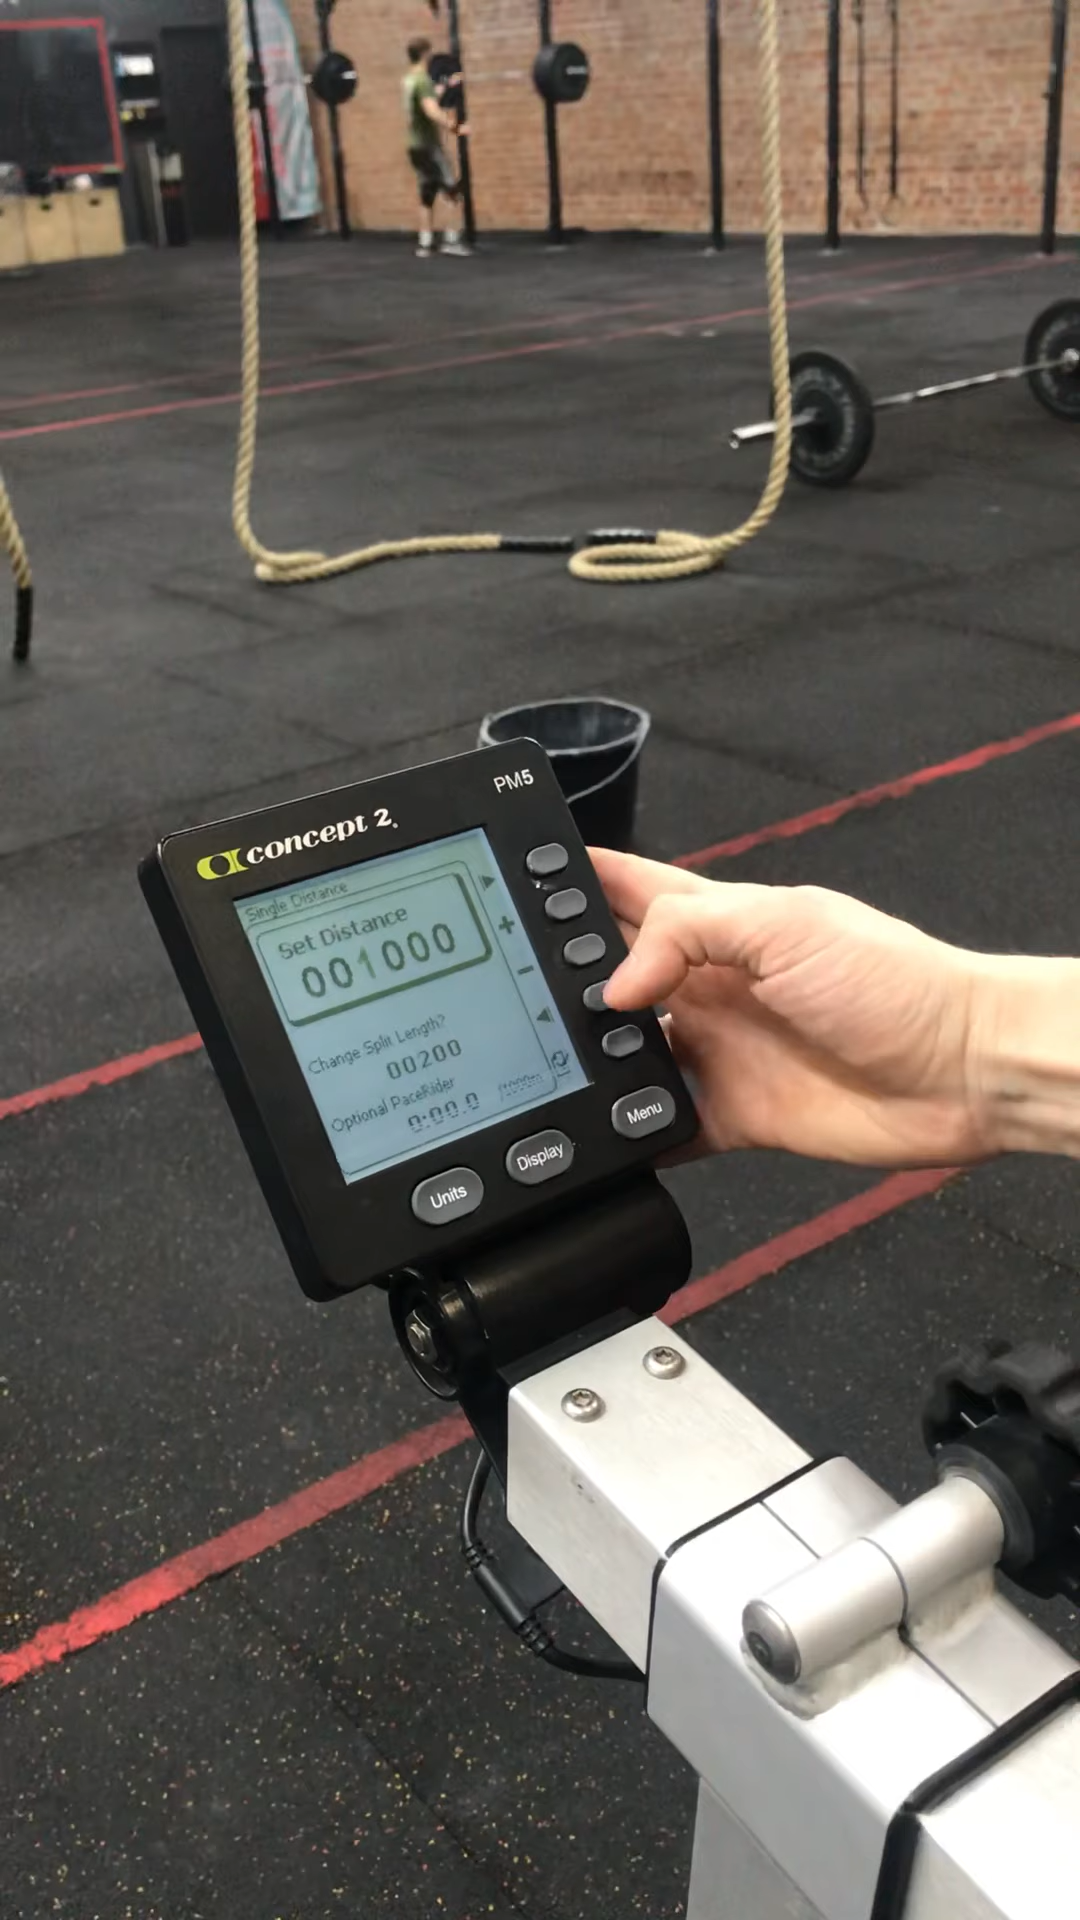 PM5
concept 2.
Single Distance
Set Distance
001000
Change Split Length?
00200
Optional PaceRider
0:00.0 /1000m
Units
Display
Menu